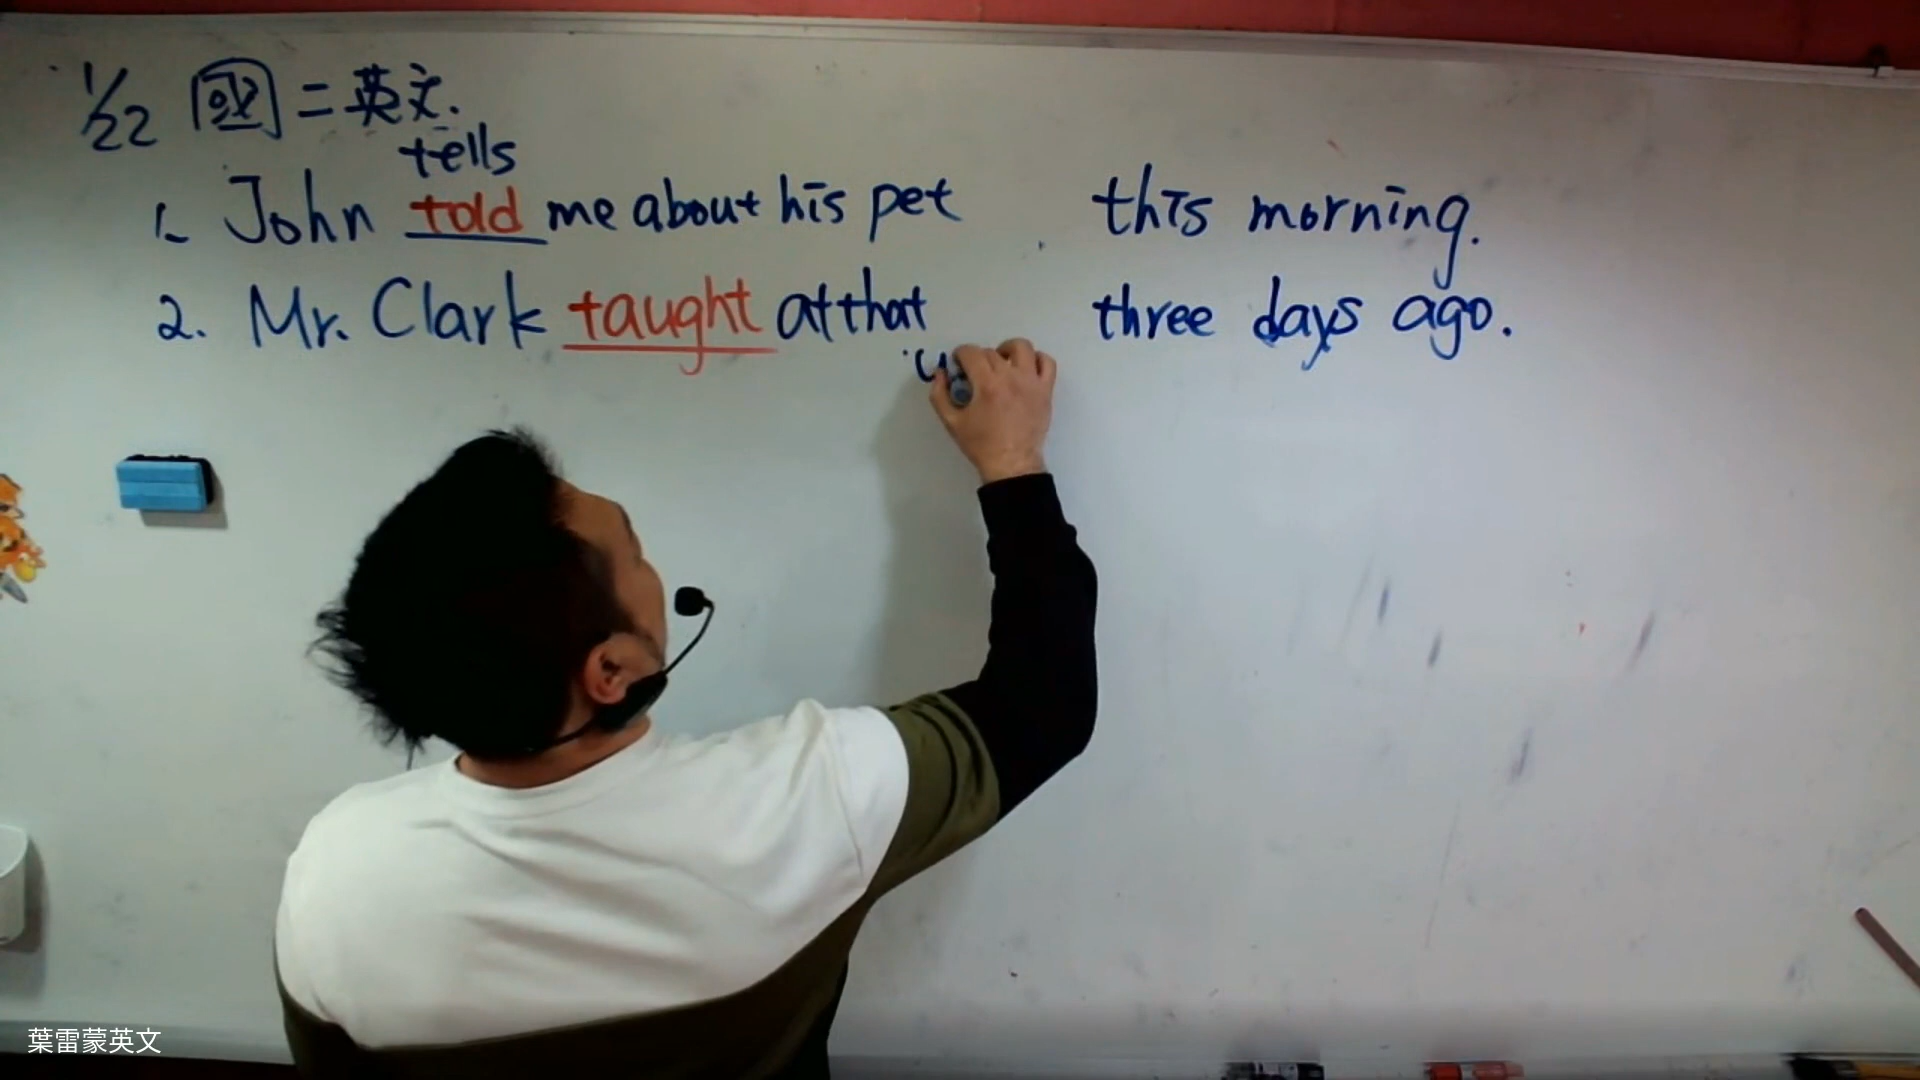 1/22 國二英文.
tells
1. John told me about his pet this morning.
2. Mr. Clark taught at that three days ago.
葉雷蒙英文